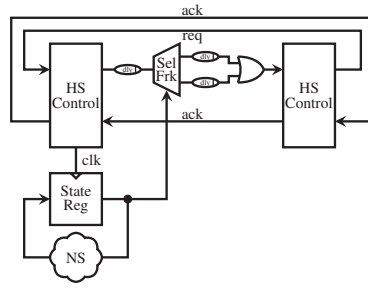 ack
req
dly
dly
dly
Sel
Frk
HS
Control
HS
Control
ack
clk
State
Reg
NS